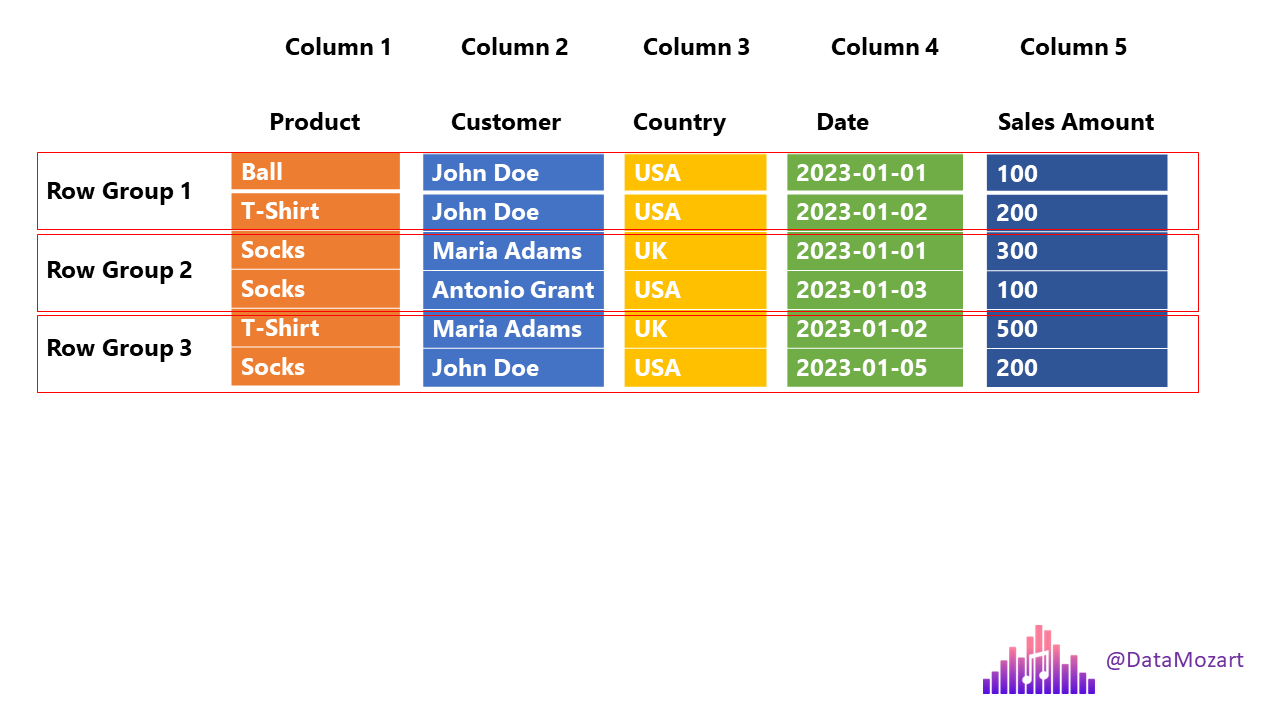 Column 1 Column 2 Column 3 Column 4 Column 5
Product Customer Country Date Sales Amount
Row Group 1
Ball John Doe USA 2023-01-01 100
T-Shirt John Doe USA 2023-01-02 200
Row Group 2
Socks Maria Adams UK 2023-01-01 300
Socks Antonio Grant USA 2023-01-03 100
Row Group 3
T-Shirt Maria Adams UK 2023-01-02 500
Socks John Doe USA 2023-01-05 200
@DataMozart